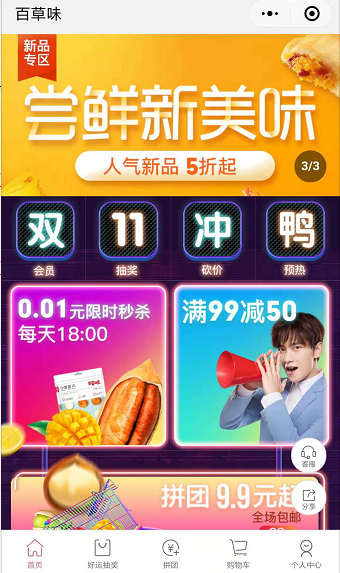 百草味
新品
专区
尝鲜新美味
人气新品 5折起
3/3
双 11 冲 鸭
会员 抽奖 砍价 预热
0.01元限时秒杀
每天18:00
满99减50
客服
拼团 9.9元起
分享
全场包邮
首页 好运抽奖 拼团 购物车 个人中心